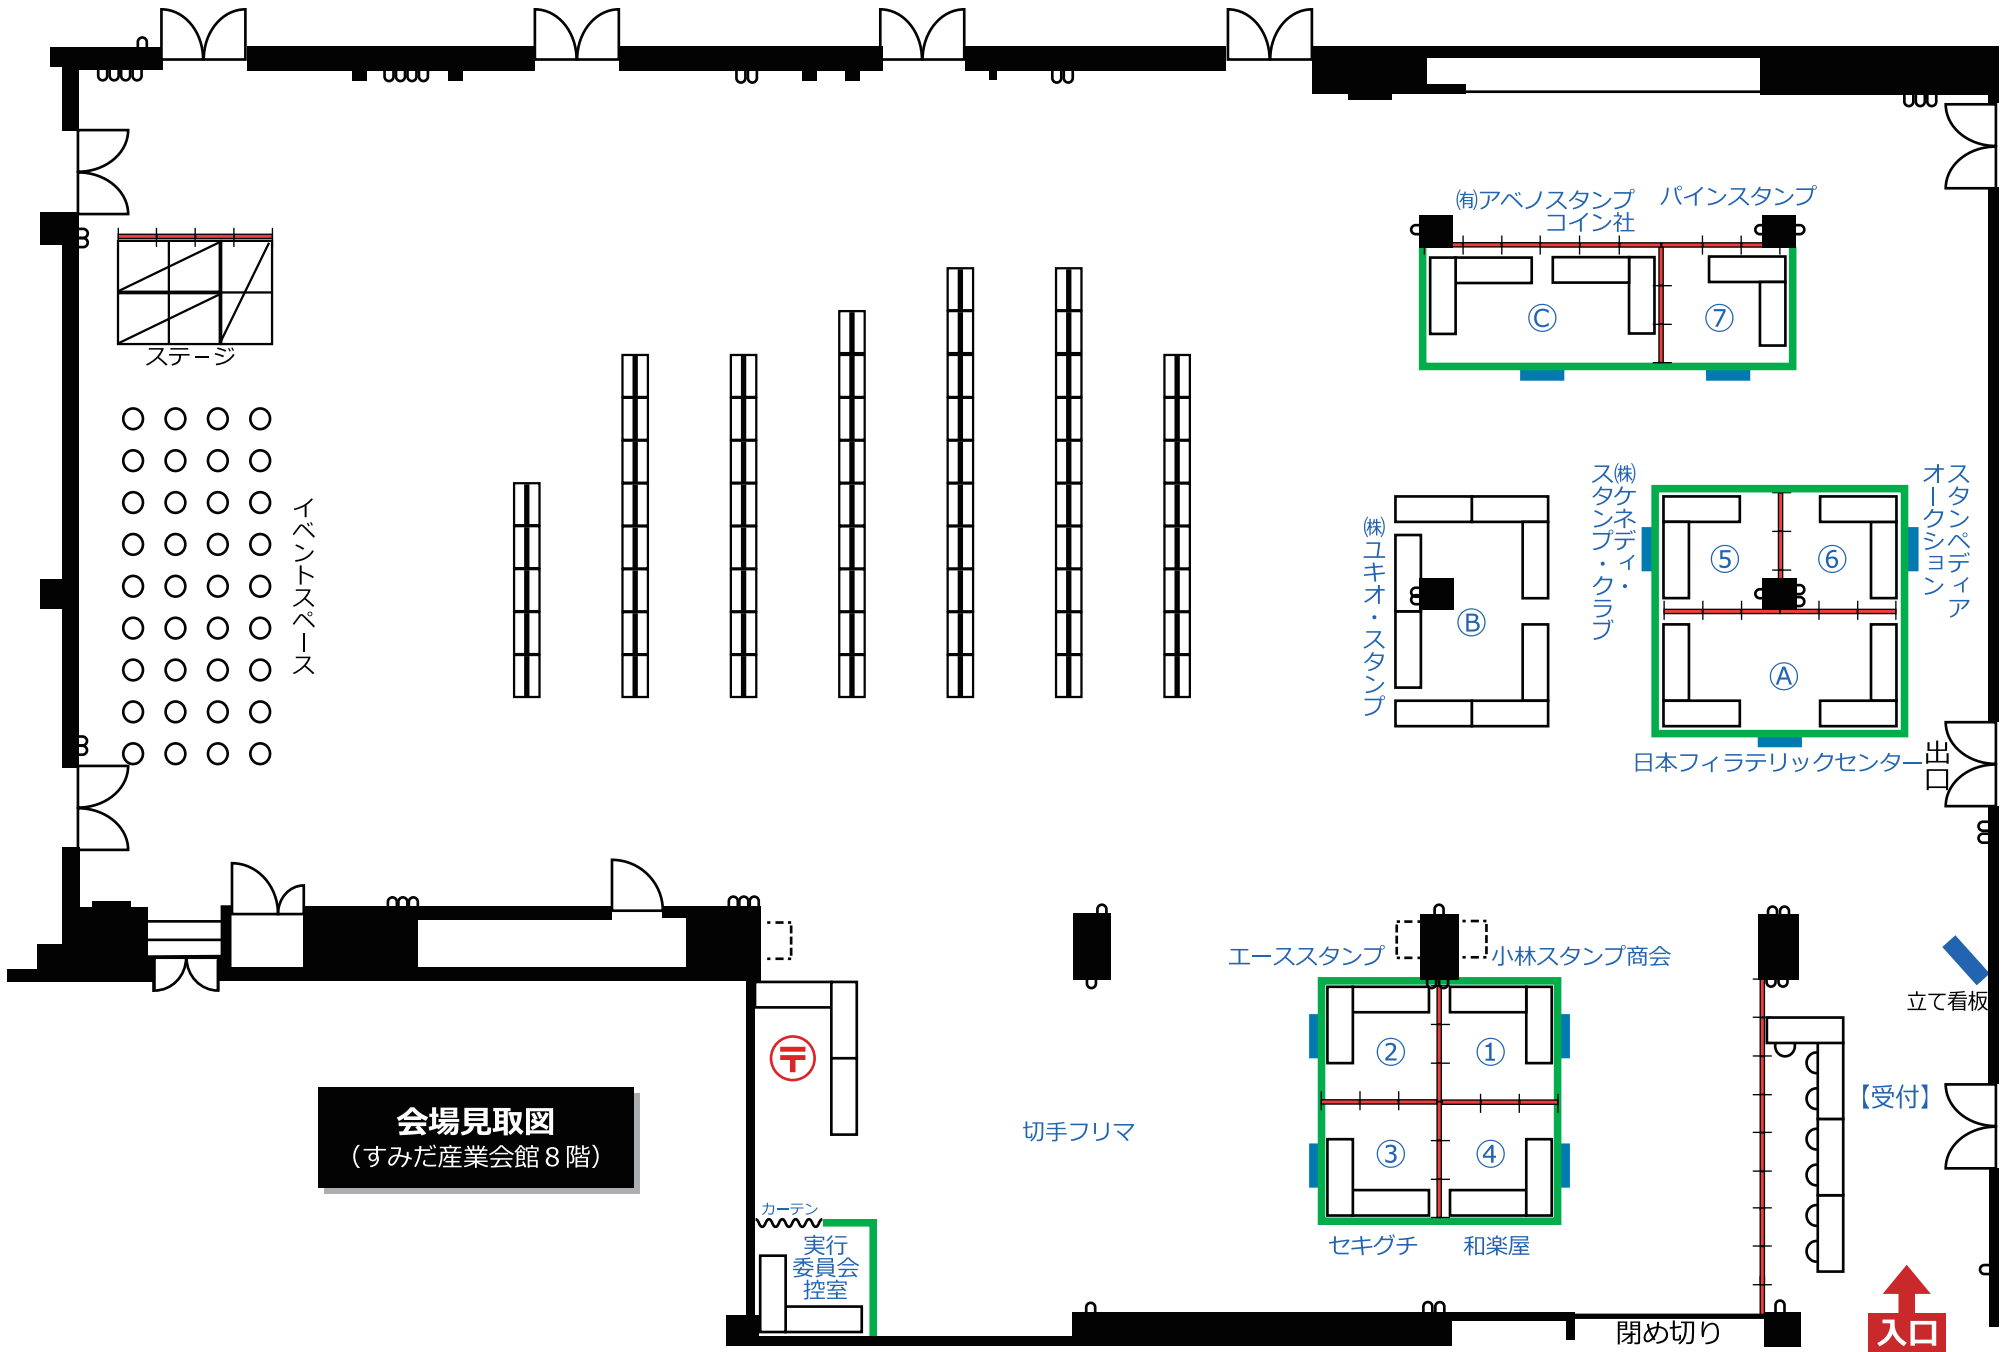 ㈲アベノスタンプ
コイン社
パインスタンプ
Ⓒ
⑦
ステージ
イベントスペース
㈱ユキオ・スタンプ
Ⓑ
㈱ケネディ・
スタンプ・クラブ
スタンペディア
オークション
⑤
⑥
Ⓐ
日本フィラテリックセンター
出口
エーススタンプ
小林スタンプ商会
立て看板
②
①
③
④
セキグチ
和楽屋
【受付】
〒
切手フリマ
会場見取図
（すみだ産業会館８階）
カーテン
実行
委員会
控室
閉め切り
入口